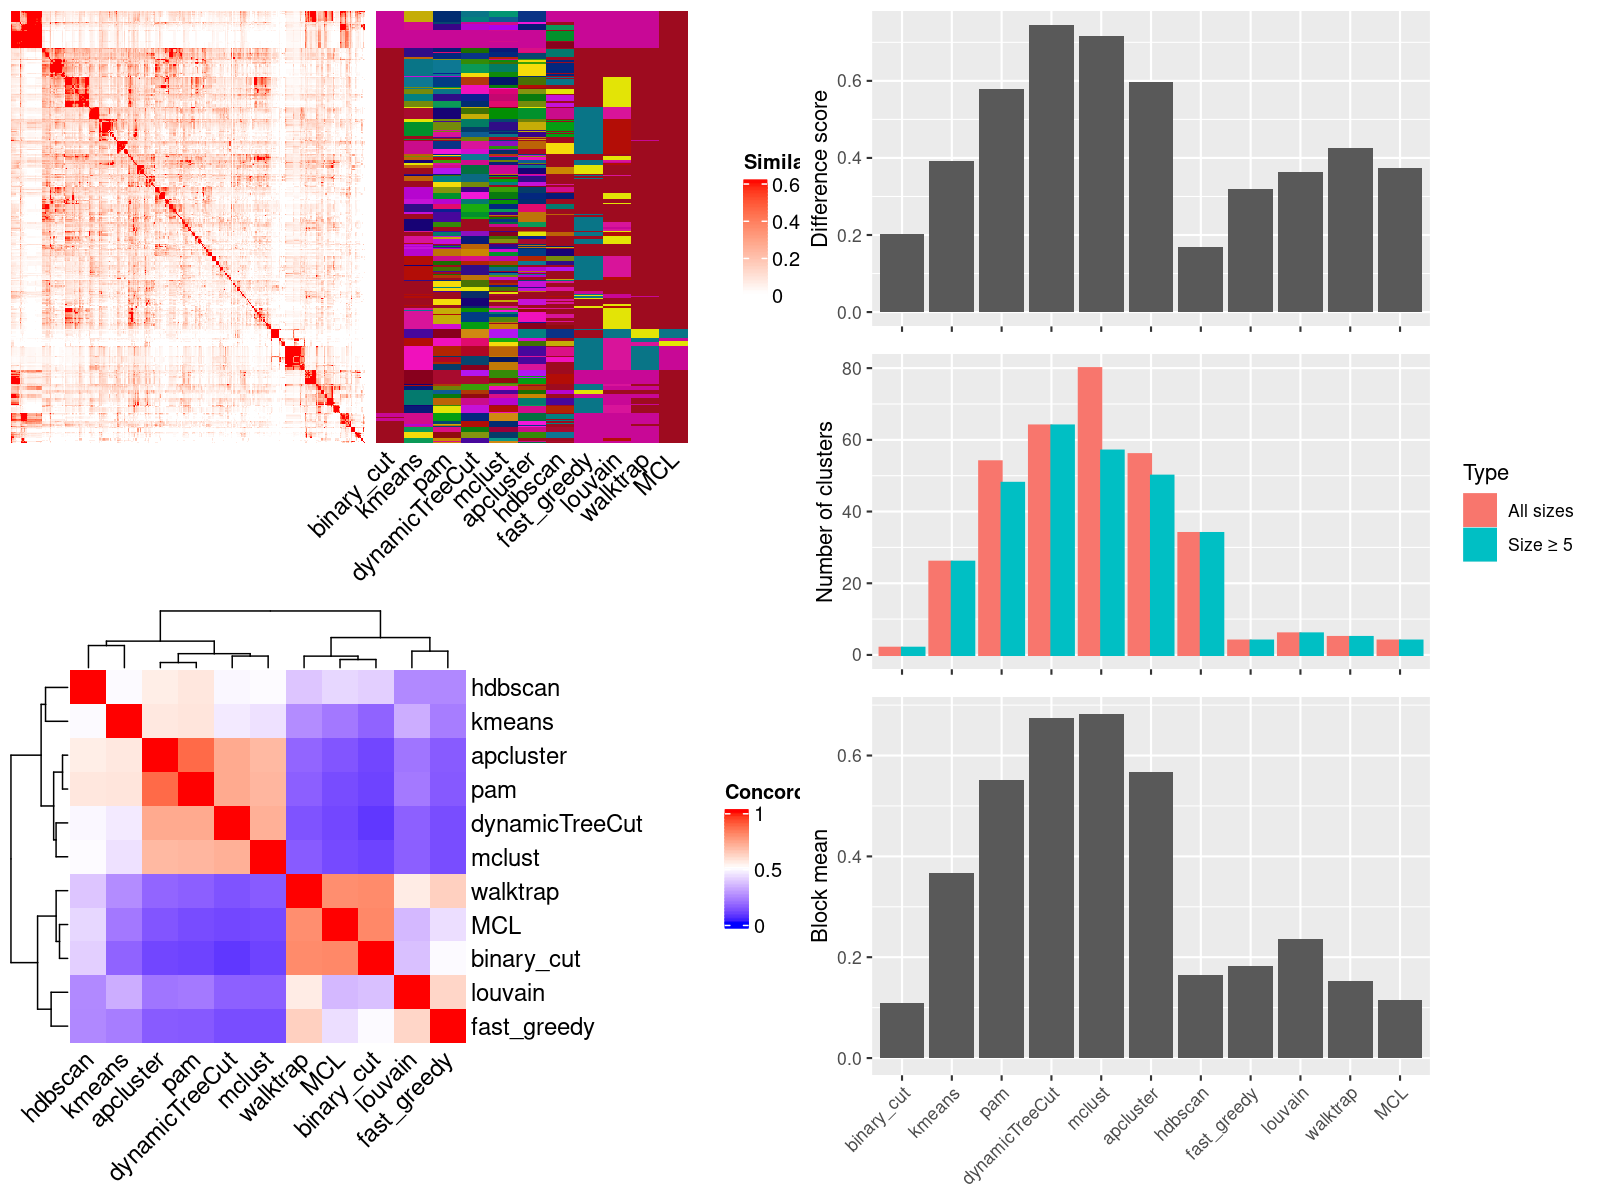 Simila
0.6
0.4
0.2
0
binary_cut
kmeans
pam
dynamicTreeCut
mclust
apcluster
hdbscan
fast_greedy
louvain
walktrap
MCL
hdbscan
kmeans
apcluster
pam
dynamicTreeCut
mclust
walktrap
MCL
binary_cut
louvain
fast_greedy
hdbscan
kmeans
apcluster
pam
dynamicTreeCut
mclust
walktrap
MCL
binary_cut
louvain
fast_greedy
Concord
1
0.5
0
Difference score
0.6
0.4
0.2
0.0
Number of clusters
80
60
40
20
0
Type
All sizes
Size ≥ 5
Block mean
0.6
0.4
0.2
0.0
binary_cut
kmeans
pam
dynamicTreeCut
mclust
apcluster
hdbscan
fast_greedy
louvain
walktrap
MCL